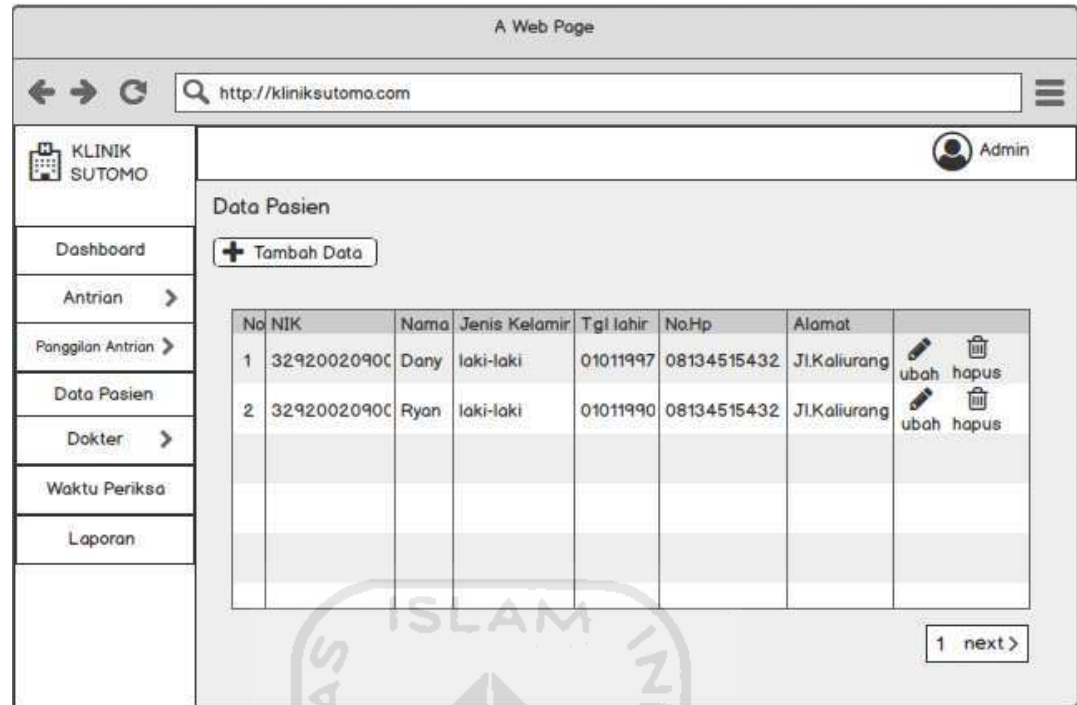 A Web Page
http://kliniksutomo.com
KLINIK
SUTOMO
Admin
Dashboard
Antrian
Panggilan Antrian
Data Pasien
Dokter
Waktu Periksa
Laporan
Data Pasien
Tambah Data
No NIK Nama Jenis Kelamin Tgl lahir No.Hp Alamat
1 32920020900 Dany laki-laki 01011997 08134515432 Jl.Kaliurang ubah hapus
2 32920020900 Ryan laki-laki 01011990 08134515432 Jl.Kaliurang ubah hapus
1 next
ISLAM